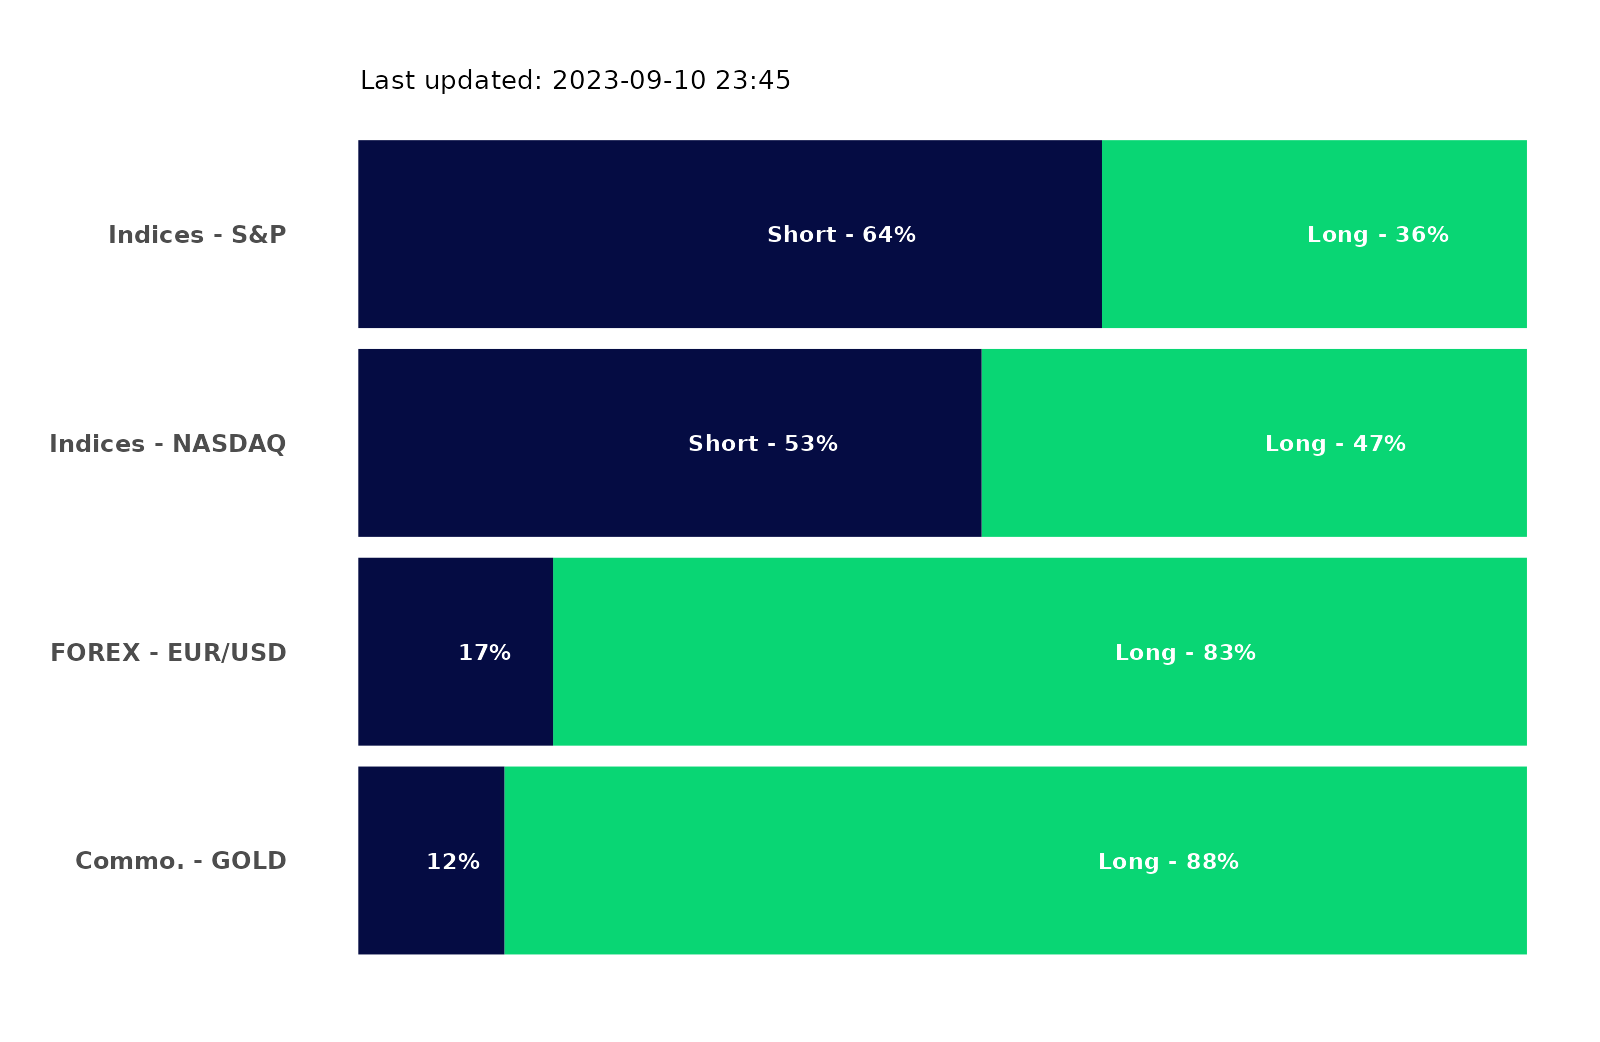 Last updated: 2023-09-10 23:45
Indices - S&P
Short - 64%
Long - 36%
Indices - NASDAQ
Short - 53%
Long - 47%
FOREX - EUR/USD
17%
Long - 83%
Commo. - GOLD
12%
Long - 88%